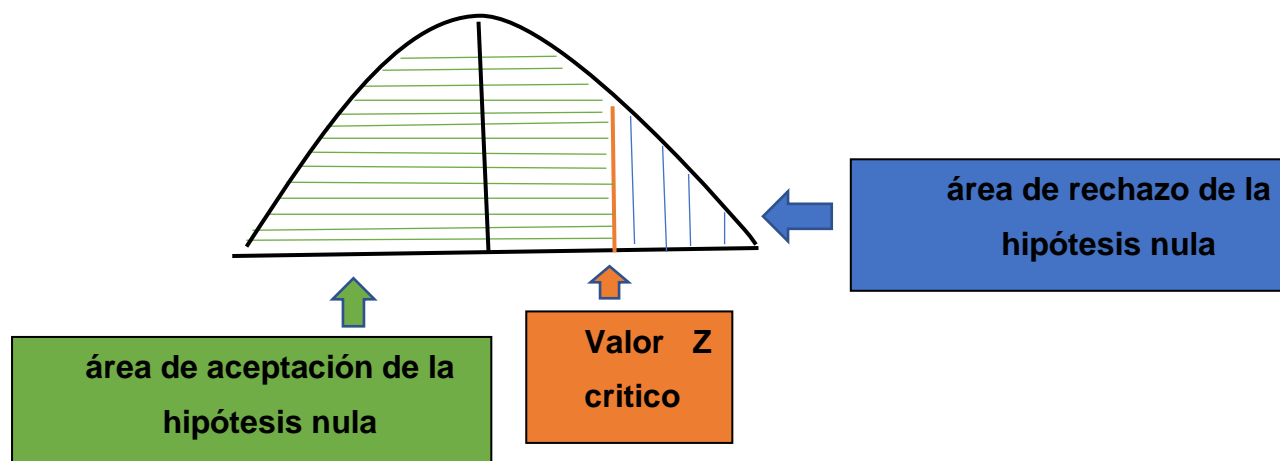 área de rechazo de la
hipótesis nula
Valor Z
critico
área de aceptación de la
hipótesis nula